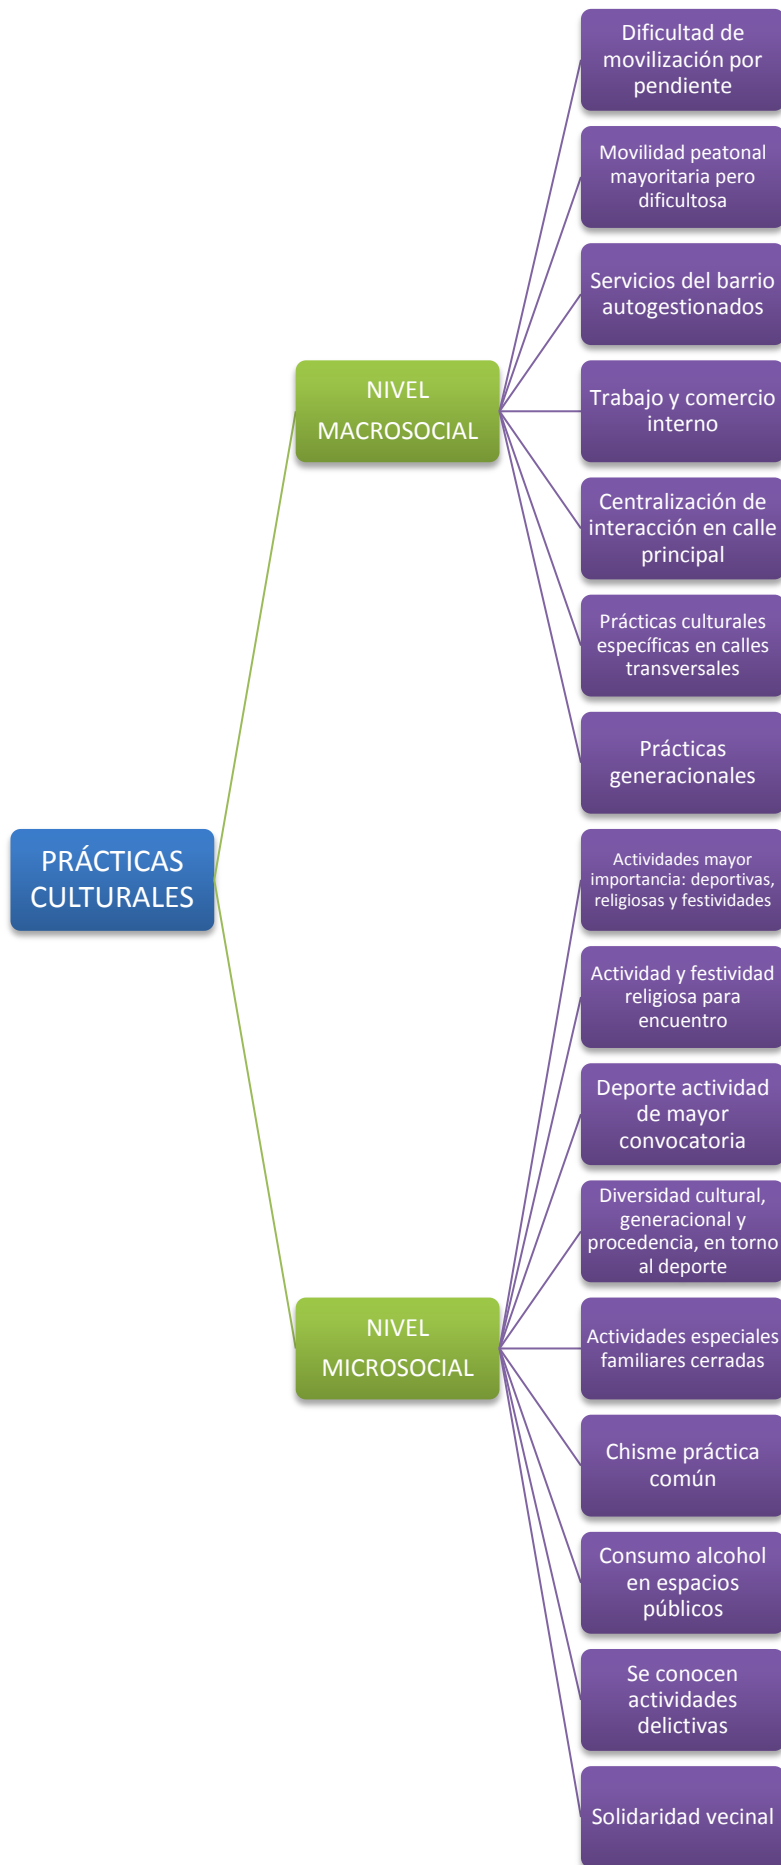 Dificultad de
movilización por
pendiente
Movilidad peatonal
mayoritaria pero
dificultosa
Servicios del barrio
autogestionados
NIVEL
MACROSOCIAL
Trabajo y comercio
interno
Centralización de
interacción en calle
principal
Prácticas culturales
específicas en calles
transversales
Prácticas
generacionales
PRÁCTICAS
CULTURALES
Actividades mayor
importancia: deportivas,
religiosas y festividades
Actividad y festividad
religiosa para
encuentro
Deporte actividad
de mayor
convocatoria
Diversidad cultural,
generacional y
procedencia, en torno
al deporte
NIVEL
MICROSOCIAL
Actividades especiales
familiares cerradas
Chisme práctica
común
Consumo alcohol
en espacios
públicos
Se conocen
actividades
delictivas
Solidaridad vecinal